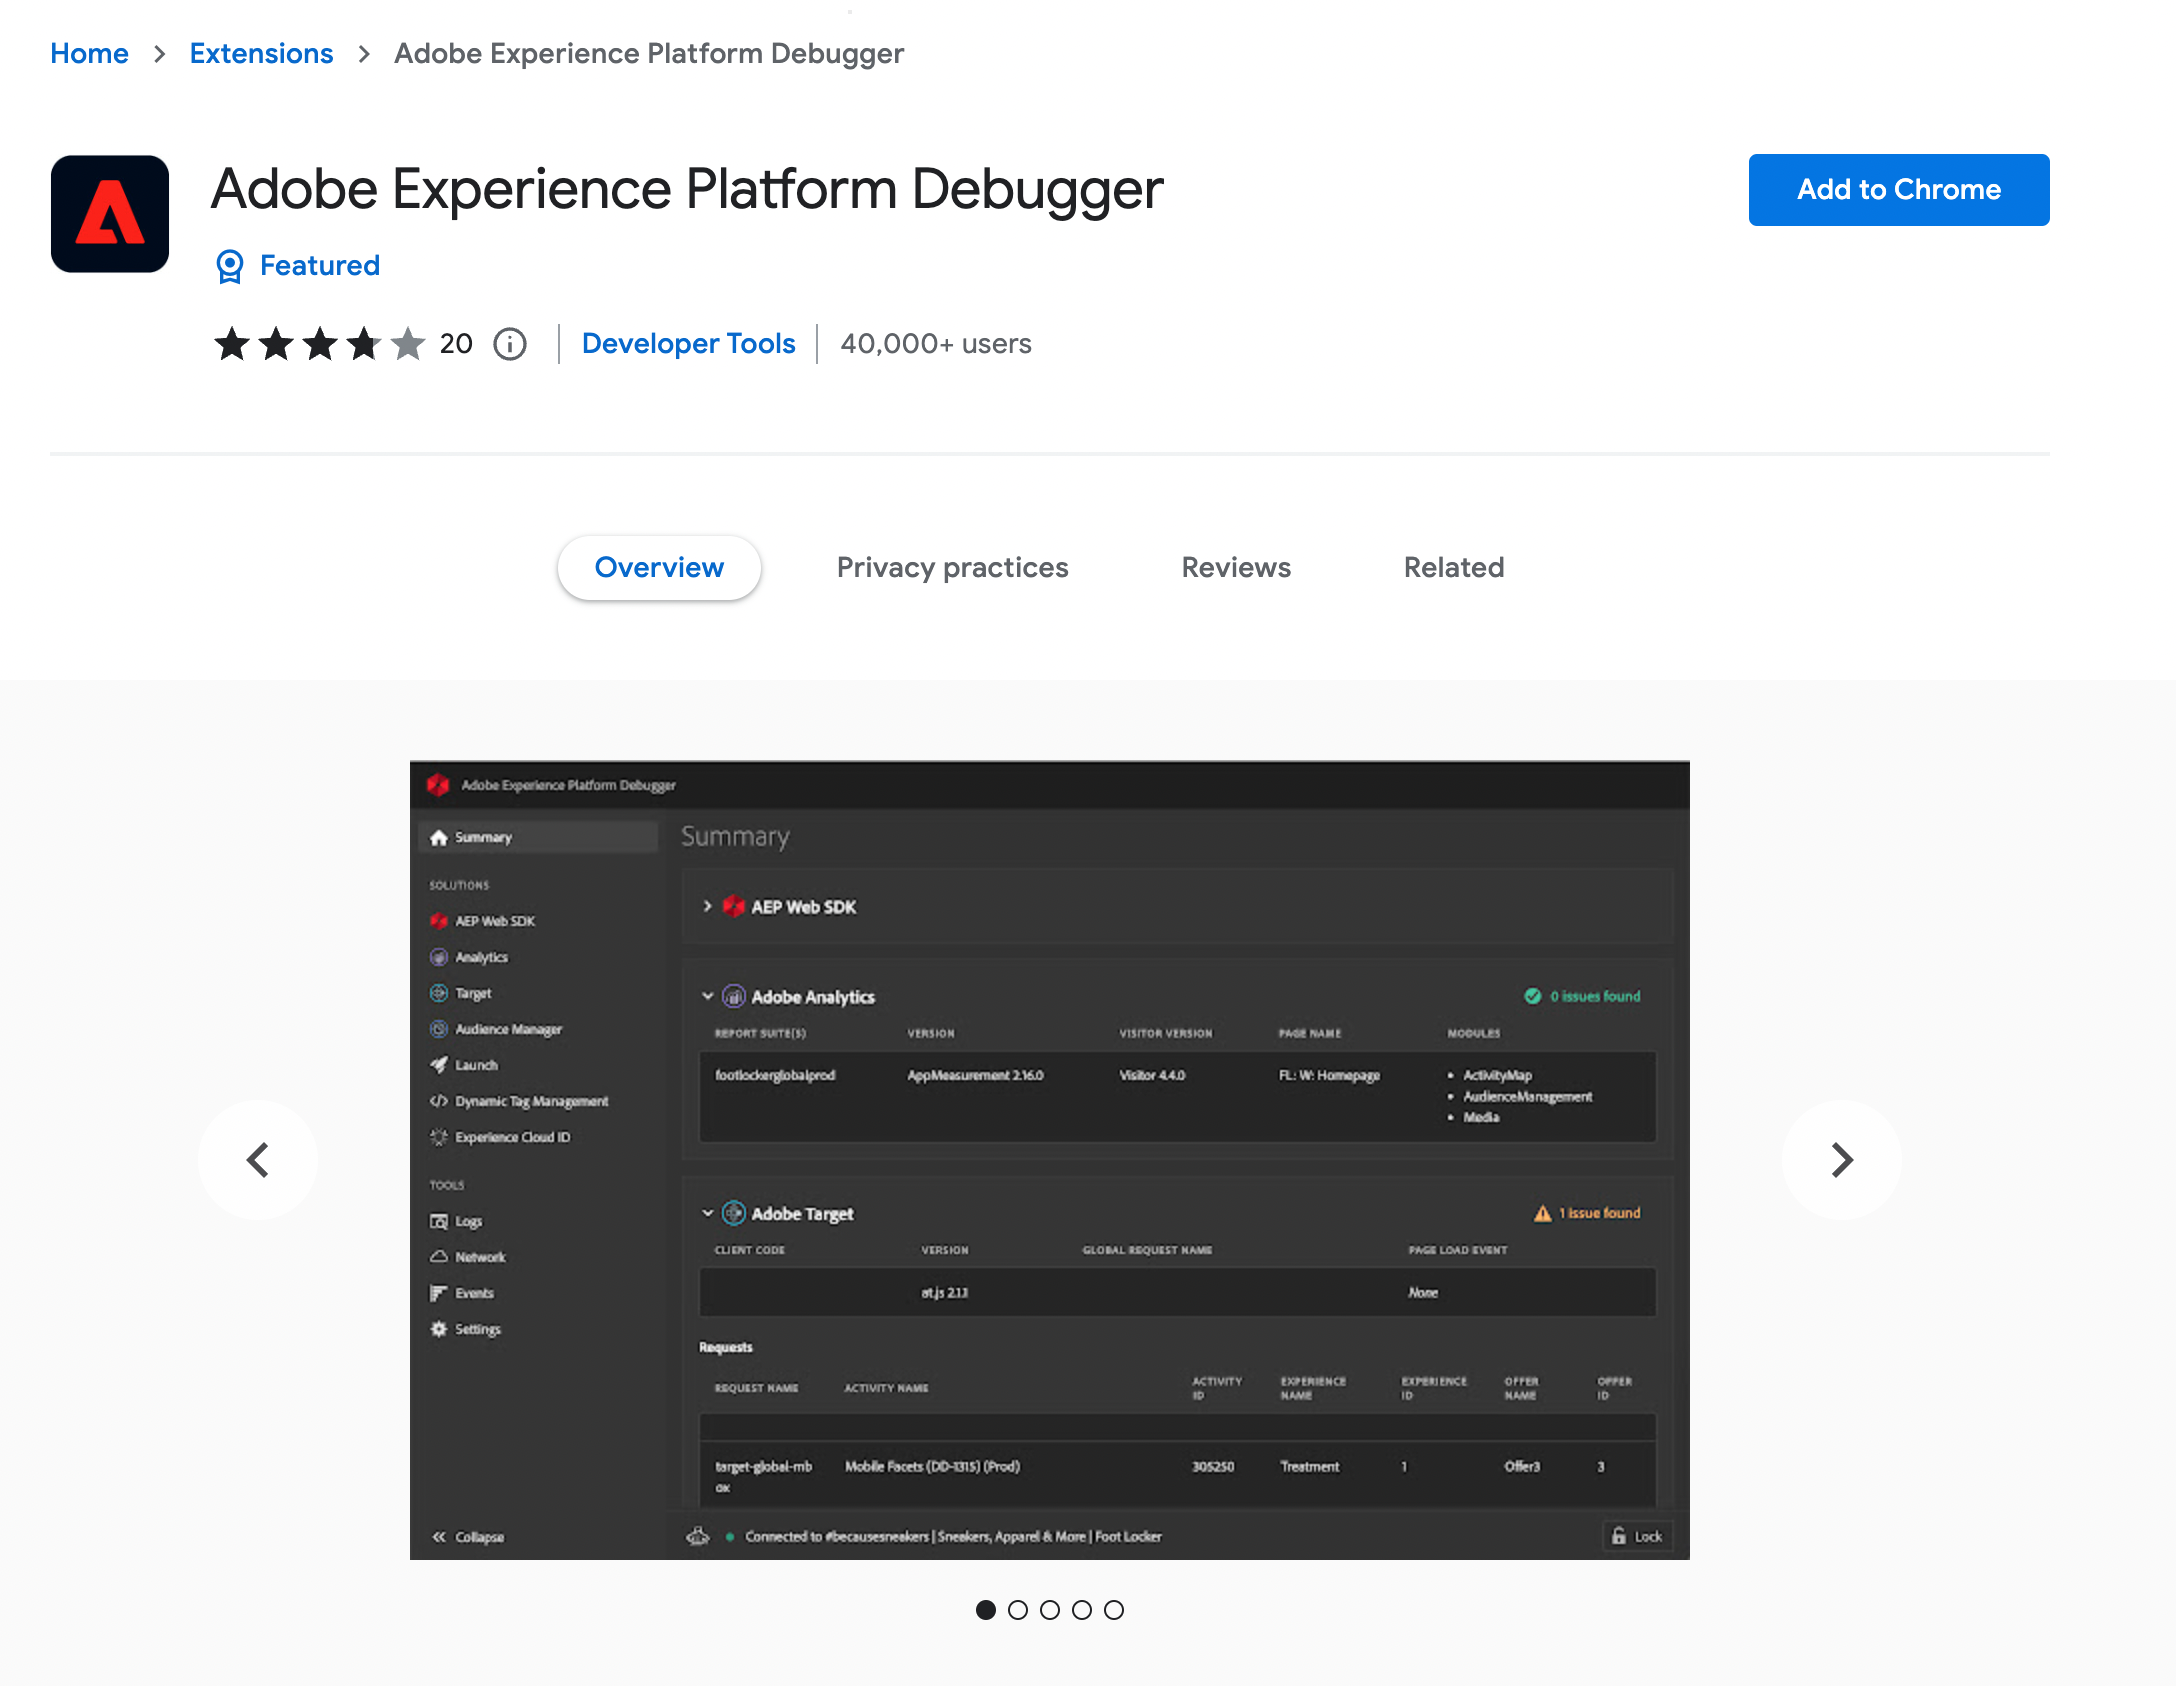 Home > Extensions > Adobe Experience Platform Debugger
Adobe Experience Platform Debugger
Add to Chrome
Featured
20 Developer Tools 40,000+ users
Overview Privacy practices Reviews Related
Adobe Experience Platform Debugger
Summary
SOLUTIONS
AEP Web SDK
Analytics
Target
Audience Manager
Launch
Dynamic Tag Management
Experience Cloud ID
TOOLS
Logs
Network
Events
Settings
Collapse
Summary
AEP Web SDK
Adobe Analytics 0 issues found
REPORT SUITE(S) VERSION VISITOR VERSION PAGE NAME MODULES
footlockerglobalprod AppMeasurement 2.16.0 Visitor 4.4.0 FL: W: Homepage • ActivityMap
• AudienceManagement
• Media
Adobe Target 1 issue found
CLIENT CODE VERSION GLOBAL REQUEST NAME PAGE LOAD EVENT
at.js 2.1.1 None
Requests
REQUEST NAME ACTIVITY NAME ACTIVITY ID EXPERIENCE NAME EXPERIENCE ID OFFER NAME OFFER ID
target-global-mb Mobile Facets (DD-1315) (Prod) 305250 Treatment 1 Offer3 3
ox
Connected to #becausesneakers | Sneakers, Apparel & More | Foot Locker Lock